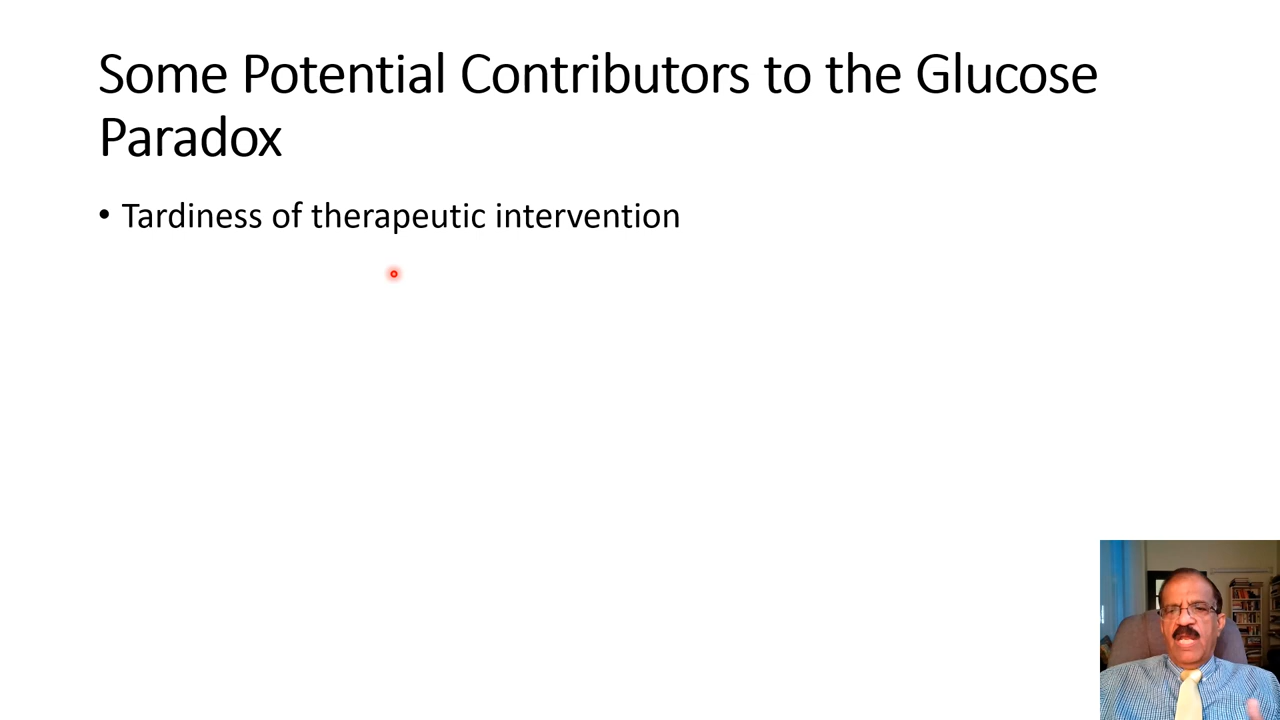 Some Potential Contributors to the Glucose
Paradox
• Tardiness of therapeutic intervention